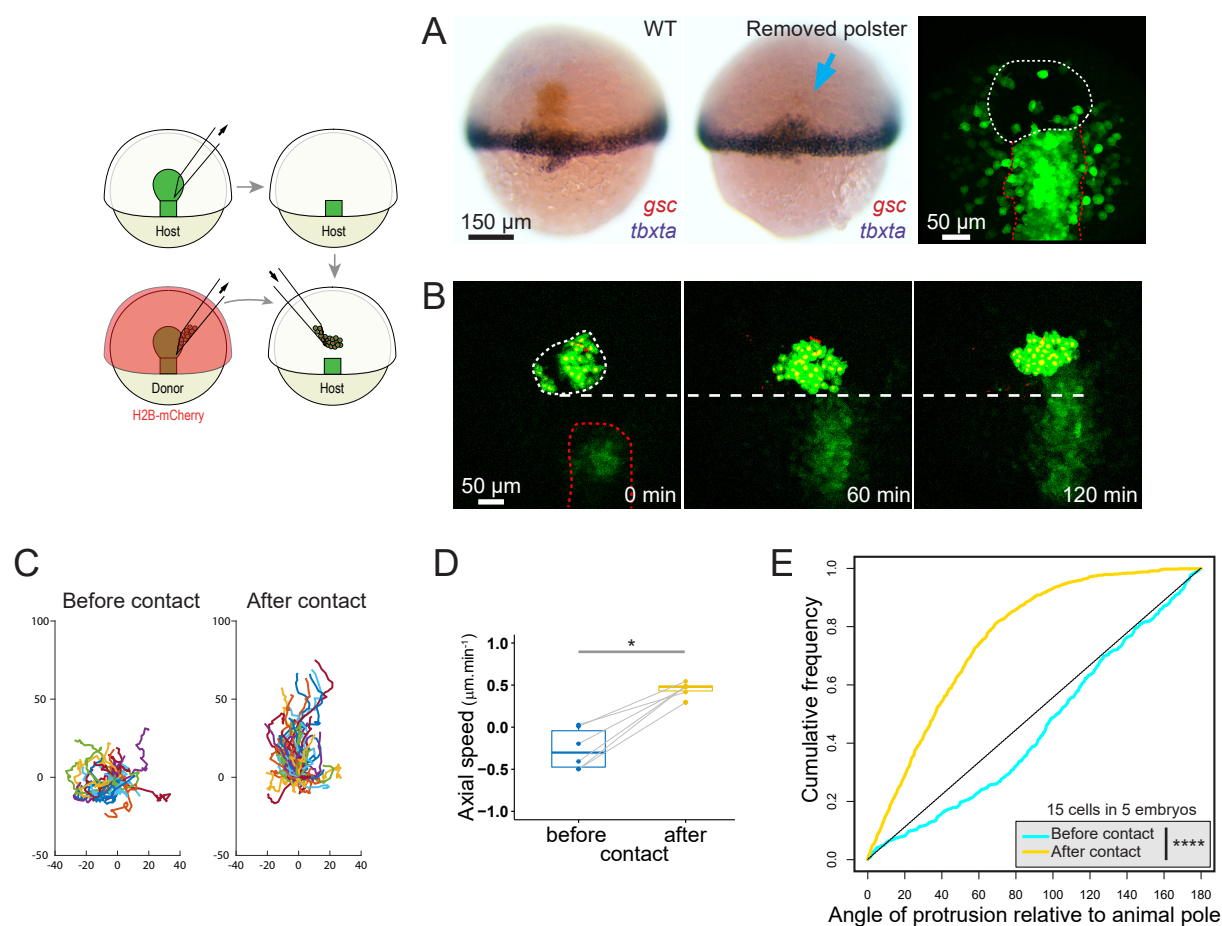 Host
Host
Donor
H2B-mCherry
Host
A
WT
150 µm
gsc
tbxta
Removed polster
gsc
tbxta
50 µm
B
50 µm
0 min
60 min
120 min
C
Before contact
After contact
100
50
0
-50
-40
-20
0
20
40
100
50
0
-50
-40
-20
0
20
40
D
Axial speed (µm.min⁻¹)
1.0
0.5
0.0
−0.5
−1.0
*
before
after
contact
E
Cumulative frequency
1.0
0.8
0.6
0.4
0.2
0.0
15 cells in 5 embryos
Before contact
After contact
****
0
20
40
60
80
100
120
140
160
180
Angle of protrusion relative to animal pole